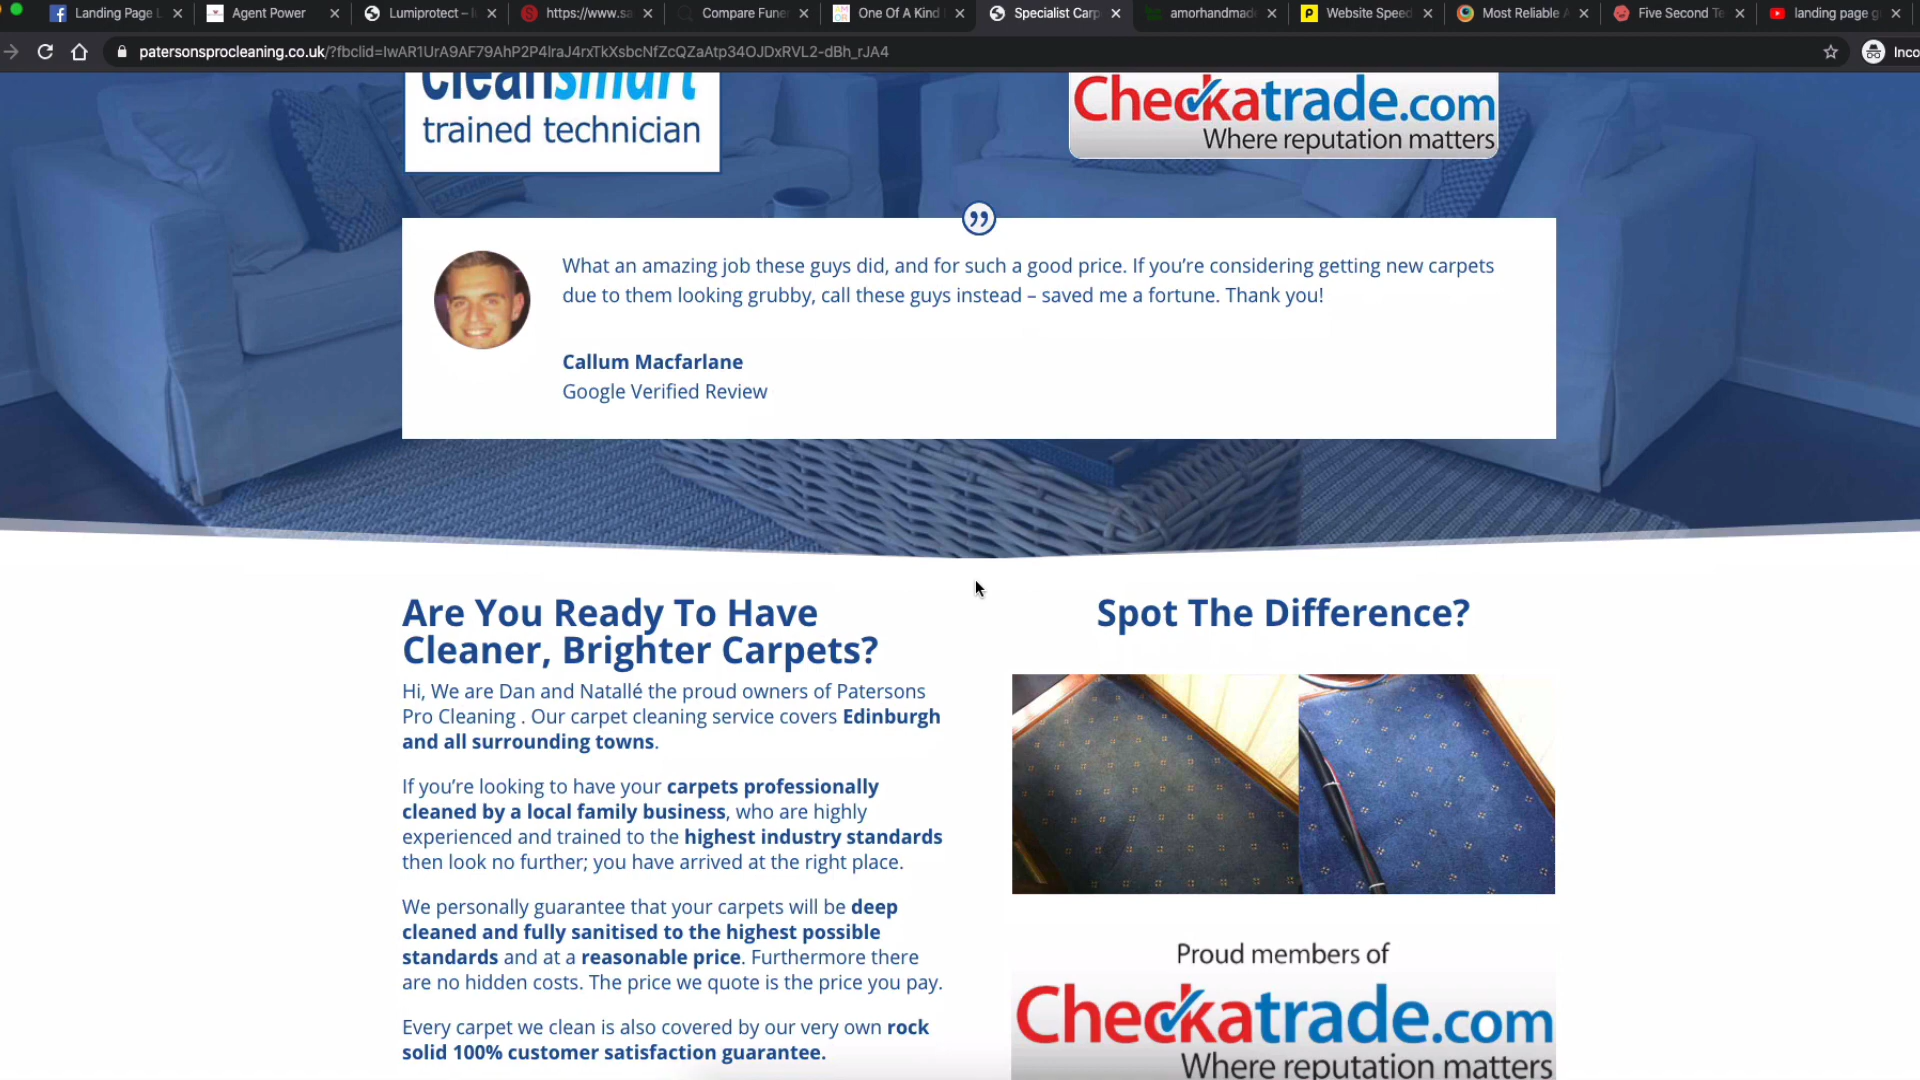 Landing Page L
Agent Power
Lumiprotect – I
https://www.sa
Compare Fune
One Of A Kind
Specialist Carp
amorhandmad
Website Speed
Most Reliable A
Five Second Te
landing page g
patersonsprocleaning.co.uk/?fbclid=IwAR1UrA9AF79AhP2P4lraJ4rxTkXsbcNfZcQZaAtp34OJDxRVL2-dBh_rJA4
Inco
cleansmart
trained technician
Checkatrade.com
Where reputation matters
What an amazing job these guys did, and for such a good price. If you’re considering getting new carpets
due to them looking grubby, call these guys instead – saved me a fortune. Thank you!
Callum Macfarlane
Google Verified Review
Are You Ready To Have
Cleaner, Brighter Carpets?
Hi, We are Dan and Natallé the proud owners of Patersons
Pro Cleaning . Our carpet cleaning service covers Edinburgh
and all surrounding towns.
If you’re looking to have your carpets professionally
cleaned by a local family business, who are highly
experienced and trained to the highest industry standards
then look no further; you have arrived at the right place.
We personally guarantee that your carpets will be deep
cleaned and fully sanitised to the highest possible
standards and at a reasonable price. Furthermore there
are no hidden costs. The price we quote is the price you pay.
Every carpet we clean is also covered by our very own rock
solid 100% customer satisfaction guarantee.
Spot The Difference?
Proud members of
Checkatrade.com
Where reputation matters